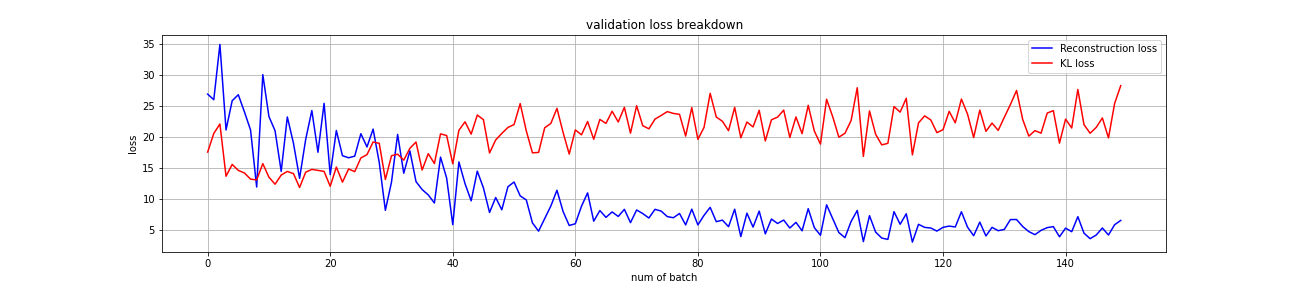 validation loss breakdown
Reconstruction loss
KL loss
loss
35
30
25
20
15
10
5
0 20 40 60 80 100 120 140
num of batch